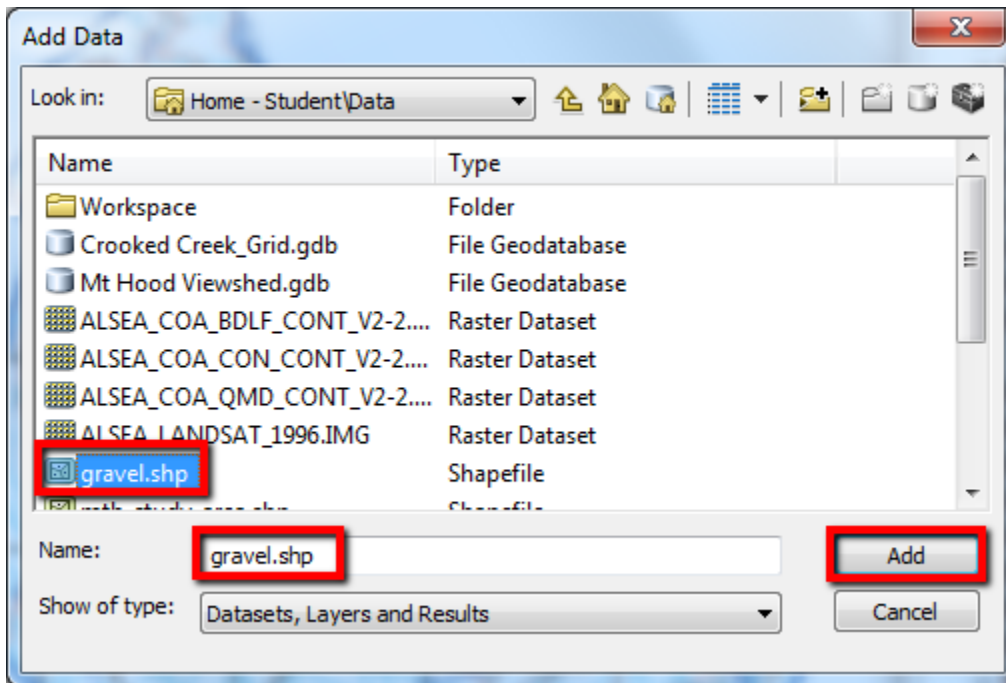 Add Data
Look in: Home - Student\Data
Name Type
Workspace Folder
Crooked Creek_Grid.gdb File Geodatabase
Mt Hood Viewshed.gdb File Geodatabase
ALSEA_COA_BDLF_CONT_V2-2.... Raster Dataset
ALSEA_COA_CON_CONT_V2-2.... Raster Dataset
ALSEA_COA_QMD_CONT_V2-2.... Raster Dataset
ALSEA_LANDSAT_1996.IMG Raster Dataset
gravel.shp Shapefile
Shapefile
Name: gravel.shp Add
Show of type: Datasets, Layers and Results Cancel